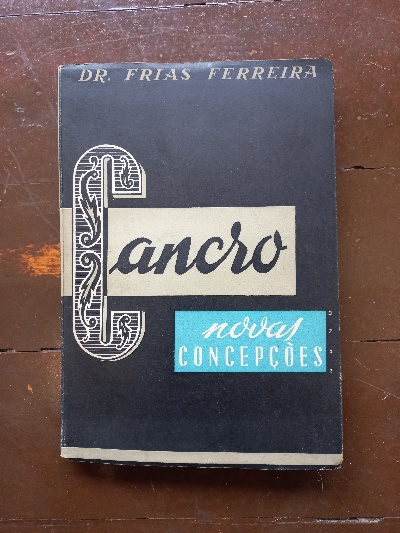 DR. FRIAS FERREIRA
Cancro
novas
CONCEPÇÕES